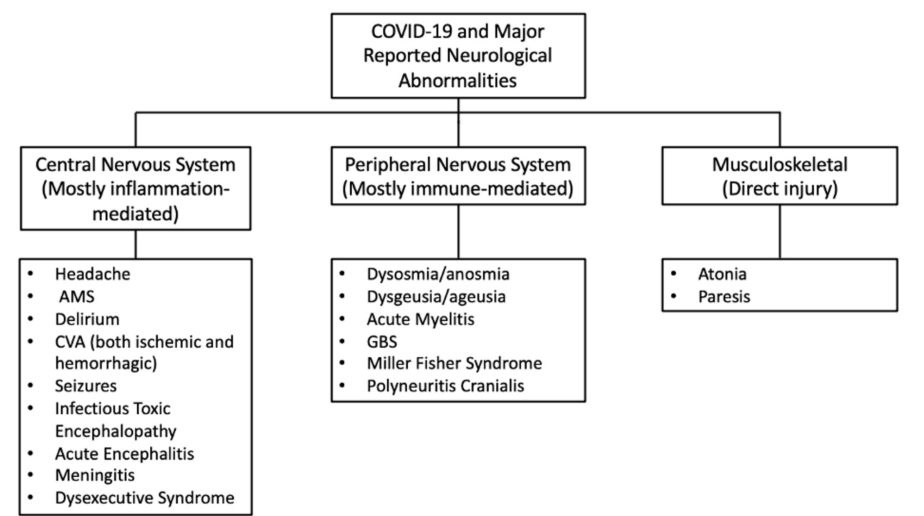 COVID-19 and Major
Reported Neurological
Abnormalities
Central Nervous System
(Mostly inflammation-
mediated)
Peripheral Nervous System
(Mostly immune-mediated)
Musculoskeletal
(Direct injury)
• Headache
• AMS
• Delirium
• CVA (both ischemic and
hemorrhagic)
• Seizures
• Infectious Toxic
Encephalopathy
• Acute Encephalitis
• Meningitis
• Dysexecutive Syndrome
• Dysosmia/anosmia
• Dysgeusia/ageusia
• Acute Myelitis
• GBS
• Miller Fisher Syndrome
• Polyneuritis Cranialis
• Atonia
• Paresis